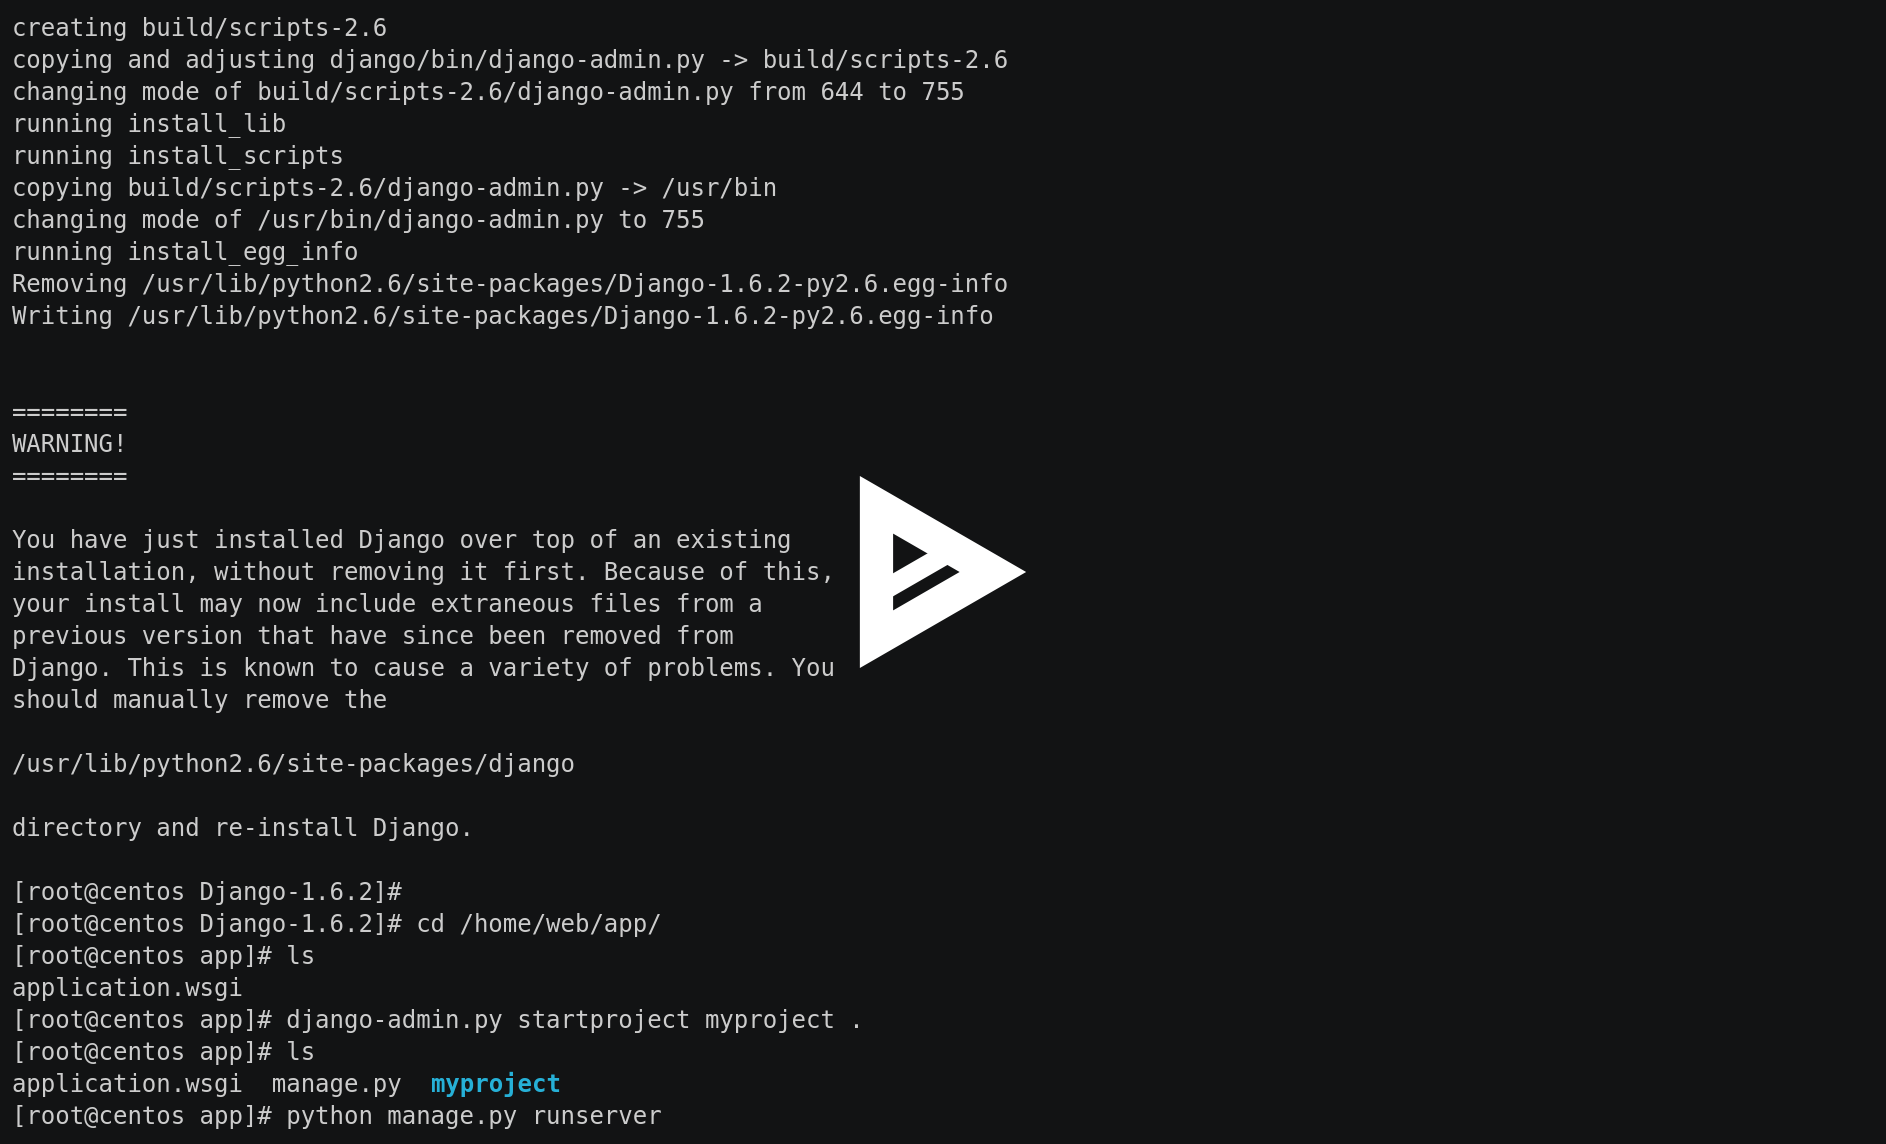 creating build/scripts-2.6
copying and adjusting django/bin/django-admin.py -> build/scripts-2.6
changing mode of build/scripts-2.6/django-admin.py from 644 to 755
running install_lib
running install_scripts
copying build/scripts-2.6/django-admin.py -> /usr/bin
changing mode of /usr/bin/django-admin.py to 755
running install_egg_info
Removing /usr/lib/python2.6/site-packages/Django-1.6.2-py2.6.egg-info
Writing /usr/lib/python2.6/site-packages/Django-1.6.2-py2.6.egg-info
========
WARNING!
========
You have just installed Django over top of an existing
installation, without removing it first. Because of this,
your install may now include extraneous files from a
previous version that have since been removed from
Django. This is known to cause a variety of problems. You
should manually remove the
/usr/lib/python2.6/site-packages/django
directory and re-install Django.
[root@centos Django-1.6.2]#
[root@centos Django-1.6.2]# cd /home/web/app/
[root@centos app]# ls
application.wsgi
[root@centos app]# django-admin.py startproject myproject .
[root@centos app]# ls
application.wsgi  manage.py  myproject
[root@centos app]# python manage.py runserver